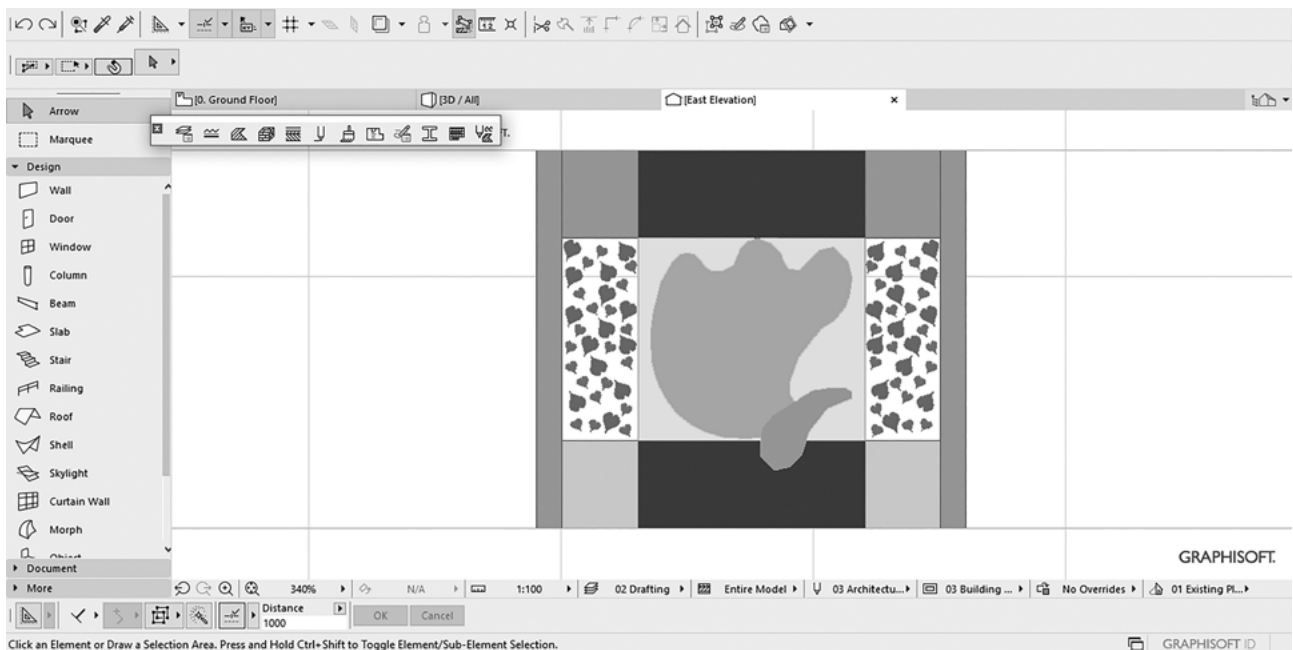 [0. Ground Floor]
[3D / All]
[East Elevation]
Arrow
Marquee
Design
Wall
Door
Window
Column
Beam
Slab
Stair
Railing
Roof
Shell
Skylight
Curtain Wall
Morph
Document
More
GRAPHISOFT.
340%
N/A
1:100
02 Drafting
Entire Model
03 Architectu...
03 Building ...
No Overrides
01 Existing Pl...
Distance
1000
OK
Cancel
Click an Element or Draw a Selection Area. Press and Hold Ctrl+Shift to Toggle Element/Sub-Element Selection.
GRAPHISOFT ID